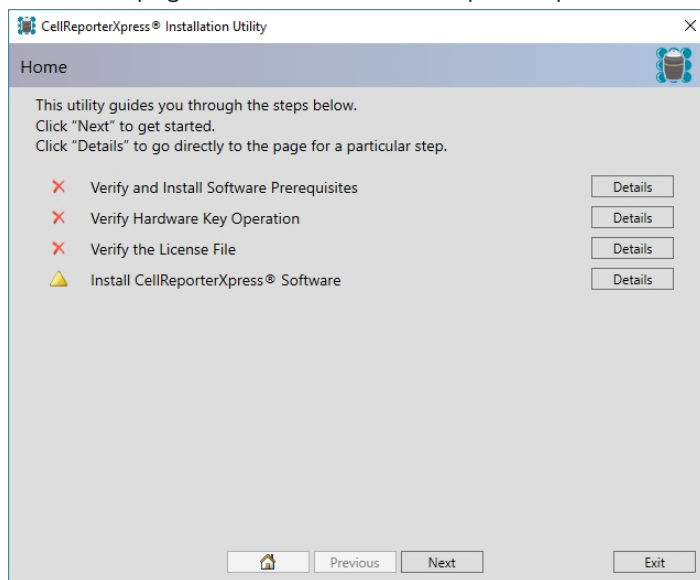 CellReporterXpress® Installation Utility
Home
This utility guides you through the steps below.
Click "Next" to get started.
Click "Details" to go directly to the page for a particular step.
Verify and Install Software Prerequisites Details
Verify Hardware Key Operation Details
Verify the License File Details
Install CellReporterXpress® Software Details
Previous Next Exit